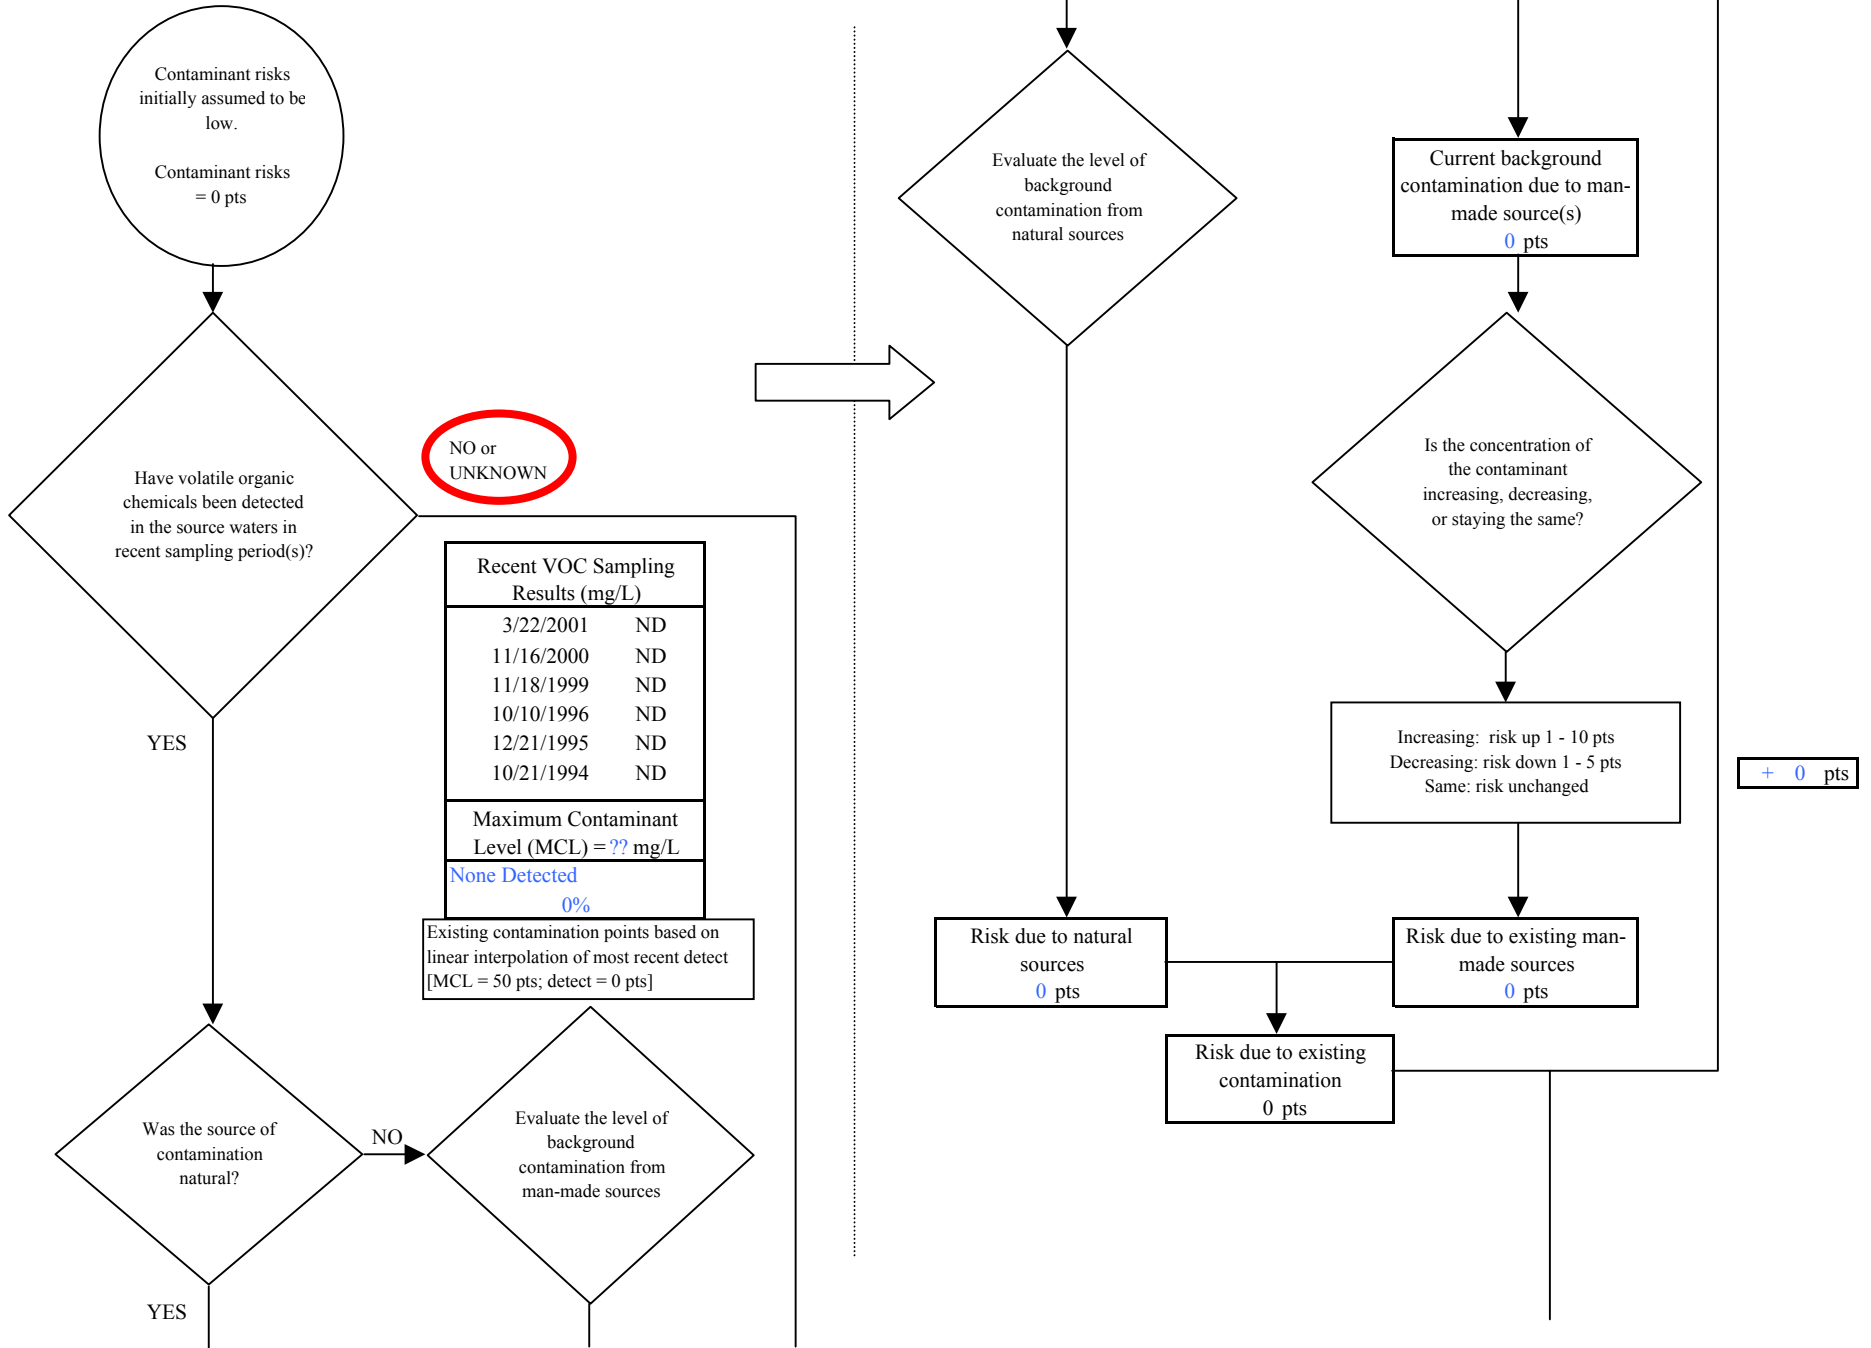 Contaminant risks
initially assumed to be
low.
Contaminant risks
= 0 pts
Have volatile organic
chemicals been detected
in the source waters in
recent sampling period(s)?
NO or
UNKNOWN
YES
Recent VOC Sampling
Results (mg/L)
3/22/2001 ND
11/16/2000 ND
11/18/1999 ND
10/10/1996 ND
12/21/1995 ND
10/21/1994 ND
Maximum Contaminant
Level (MCL) = ?? mg/L
None Detected
0%
Existing contamination points based on
linear interpolation of most recent detect
[MCL = 50 pts; detect = 0 pts]
Was the source of
contamination
natural?
NO
YES
Evaluate the level of
background
contamination from
man-made sources
Evaluate the level of
background
contamination from
natural sources
Current background
contamination due to man-
made source(s)
0 pts
Is the concentration of
the contaminant
increasing, decreasing,
or staying the same?
Increasing: risk up 1 - 10 pts
Decreasing: risk down 1 - 5 pts
Same: risk unchanged
+ 0 pts
Risk due to natural
sources
0 pts
Risk due to existing man-
made sources
0 pts
Risk due to existing
contamination
0 pts